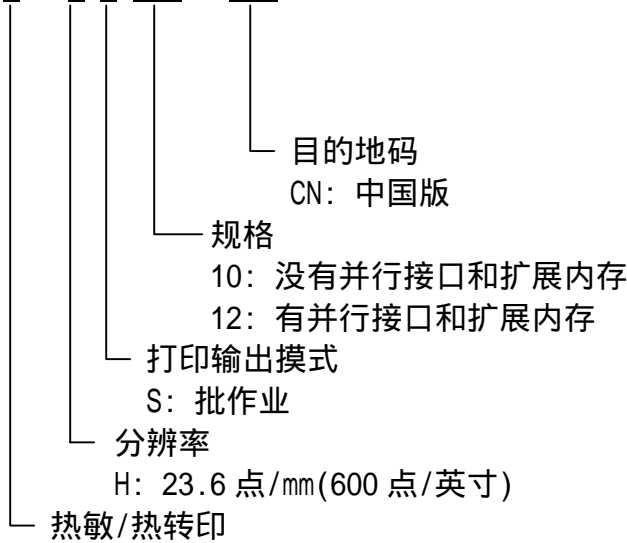 目的地码
CN: 中国版
规格
10: 没有并行接口和扩展内存
12: 有并行接口和扩展内存
打印输出摸式
S: 批作业
分辨率
H: 23.6 点/mm(600 点/英寸)
热敏/热转印